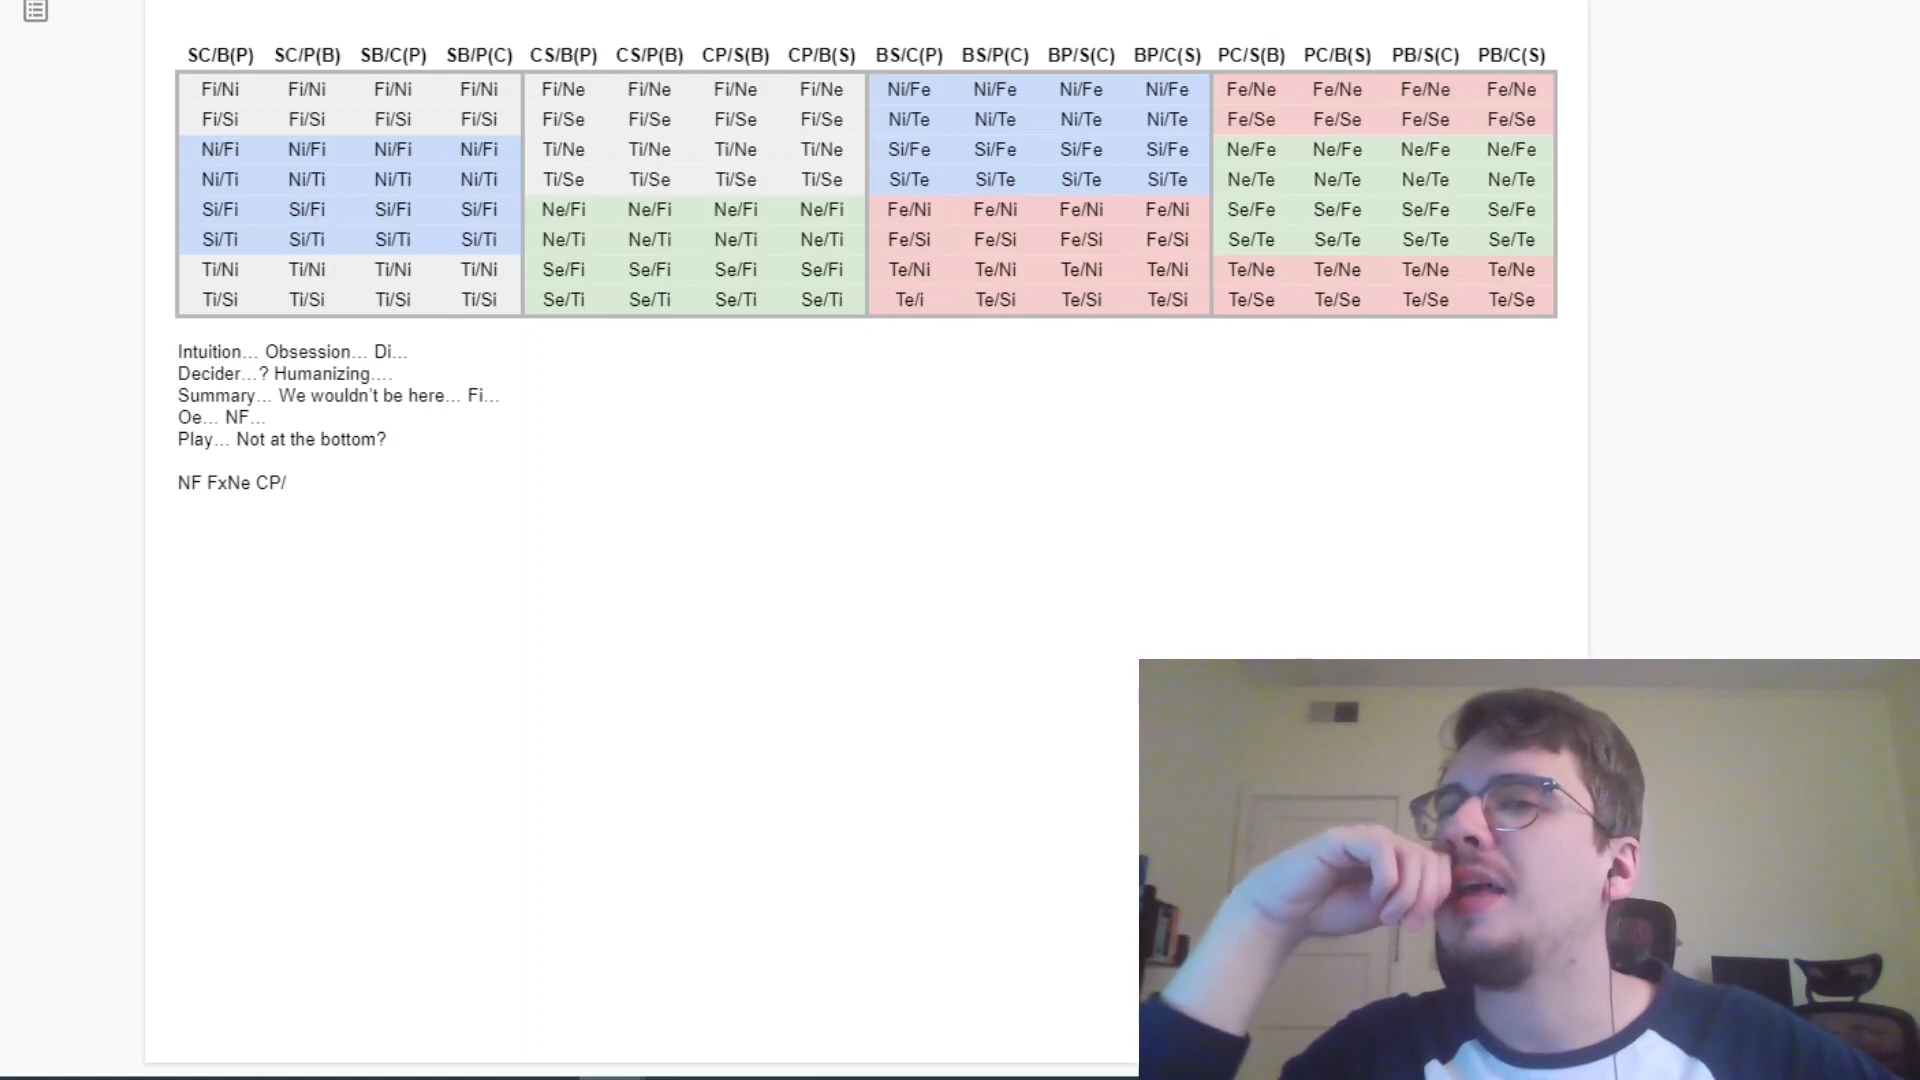 SC/B(P) SC/P(B) SB/C(P) SB/P(C) CS/B(P) CS/P(B) CP/S(B) CP/B(S) BS/C(P) BS/P(C) BP/S(C) BP/C(S) PC/S(B) PC/B(S) PB/S(C) PB/C(S)
Fi/Ni Fi/Ni Fi/Ni Fi/Ni Fi/Ne Fi/Ne Fi/Ne Fi/Ne Ni/Fe Ni/Fe Ni/Fe Ni/Fe Fe/Ne Fe/Ne Fe/Ne Fe/Ne
Fi/Si Fi/Si Fi/Si Fi/Si Fi/Se Fi/Se Fi/Se Fi/Se Ni/Te Ni/Te Ni/Te Ni/Te Fe/Se Fe/Se Fe/Se Fe/Se
Ni/Fi Ni/Fi Ni/Fi Ni/Fi Ti/Ne Ti/Ne Ti/Ne Ti/Ne Si/Fe Si/Fe Si/Fe Si/Fe Ne/Fe Ne/Fe Ne/Fe Ne/Fe
Ni/Ti Ni/Ti Ni/Ti Ni/Ti Ti/Se Ti/Se Ti/Se Ti/Se Si/Te Si/Te Si/Te Si/Te Ne/Te Ne/Te Ne/Te Ne/Te
Si/Fi Si/Fi Si/Fi Si/Fi Ne/Fi Ne/Fi Ne/Fi Ne/Fi Fe/Ni Fe/Ni Fe/Ni Fe/Ni Se/Fe Se/Fe Se/Fe Se/Fe
Si/Ti Si/Ti Si/Ti Si/Ti Ne/Ti Ne/Ti Ne/Ti Ne/Ti Fe/Si Fe/Si Fe/Si Fe/Si Se/Te Se/Te Se/Te Se/Te
Ti/Ni Ti/Ni Ti/Ni Ti/Ni Se/Fi Se/Fi Se/Fi Se/Fi Te/Ni Te/Ni Te/Ni Te/Ni Te/Ne Te/Ne Te/Ne Te/Ne
Ti/Si Ti/Si Ti/Si Ti/Si Se/Ti Se/Ti Se/Ti Se/Ti Te/i Te/Si Te/Si Te/Si Te/Se Te/Se Te/Se Te/Se
Intuition… Obsession… Di…
Decider…? Humanizing….
Summary… We wouldn't be here… Fi…
Oe… NF…
Play… Not at the bottom?
NF FxNe CP/